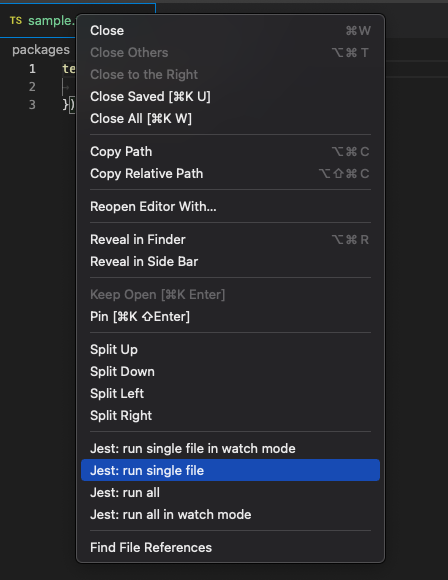 TS sample.
packages
Close ⌘W
Close Others ⌥⌘T
Close to the Right
Close Saved [⌘K U]
Close All [⌘K W]
Copy Path ⌥⌘C
Copy Relative Path ⌥⇧⌘C
Reopen Editor With...
Reveal in Finder ⌥⌘R
Reveal in Side Bar
Keep Open [⌘K Enter]
Pin [⌘K ⇧Enter]
Split Up
Split Down
Split Left
Split Right
Jest: run single file in watch mode
Jest: run single file
Jest: run all
Jest: run all in watch mode
Find File References
1 te
2
3 })